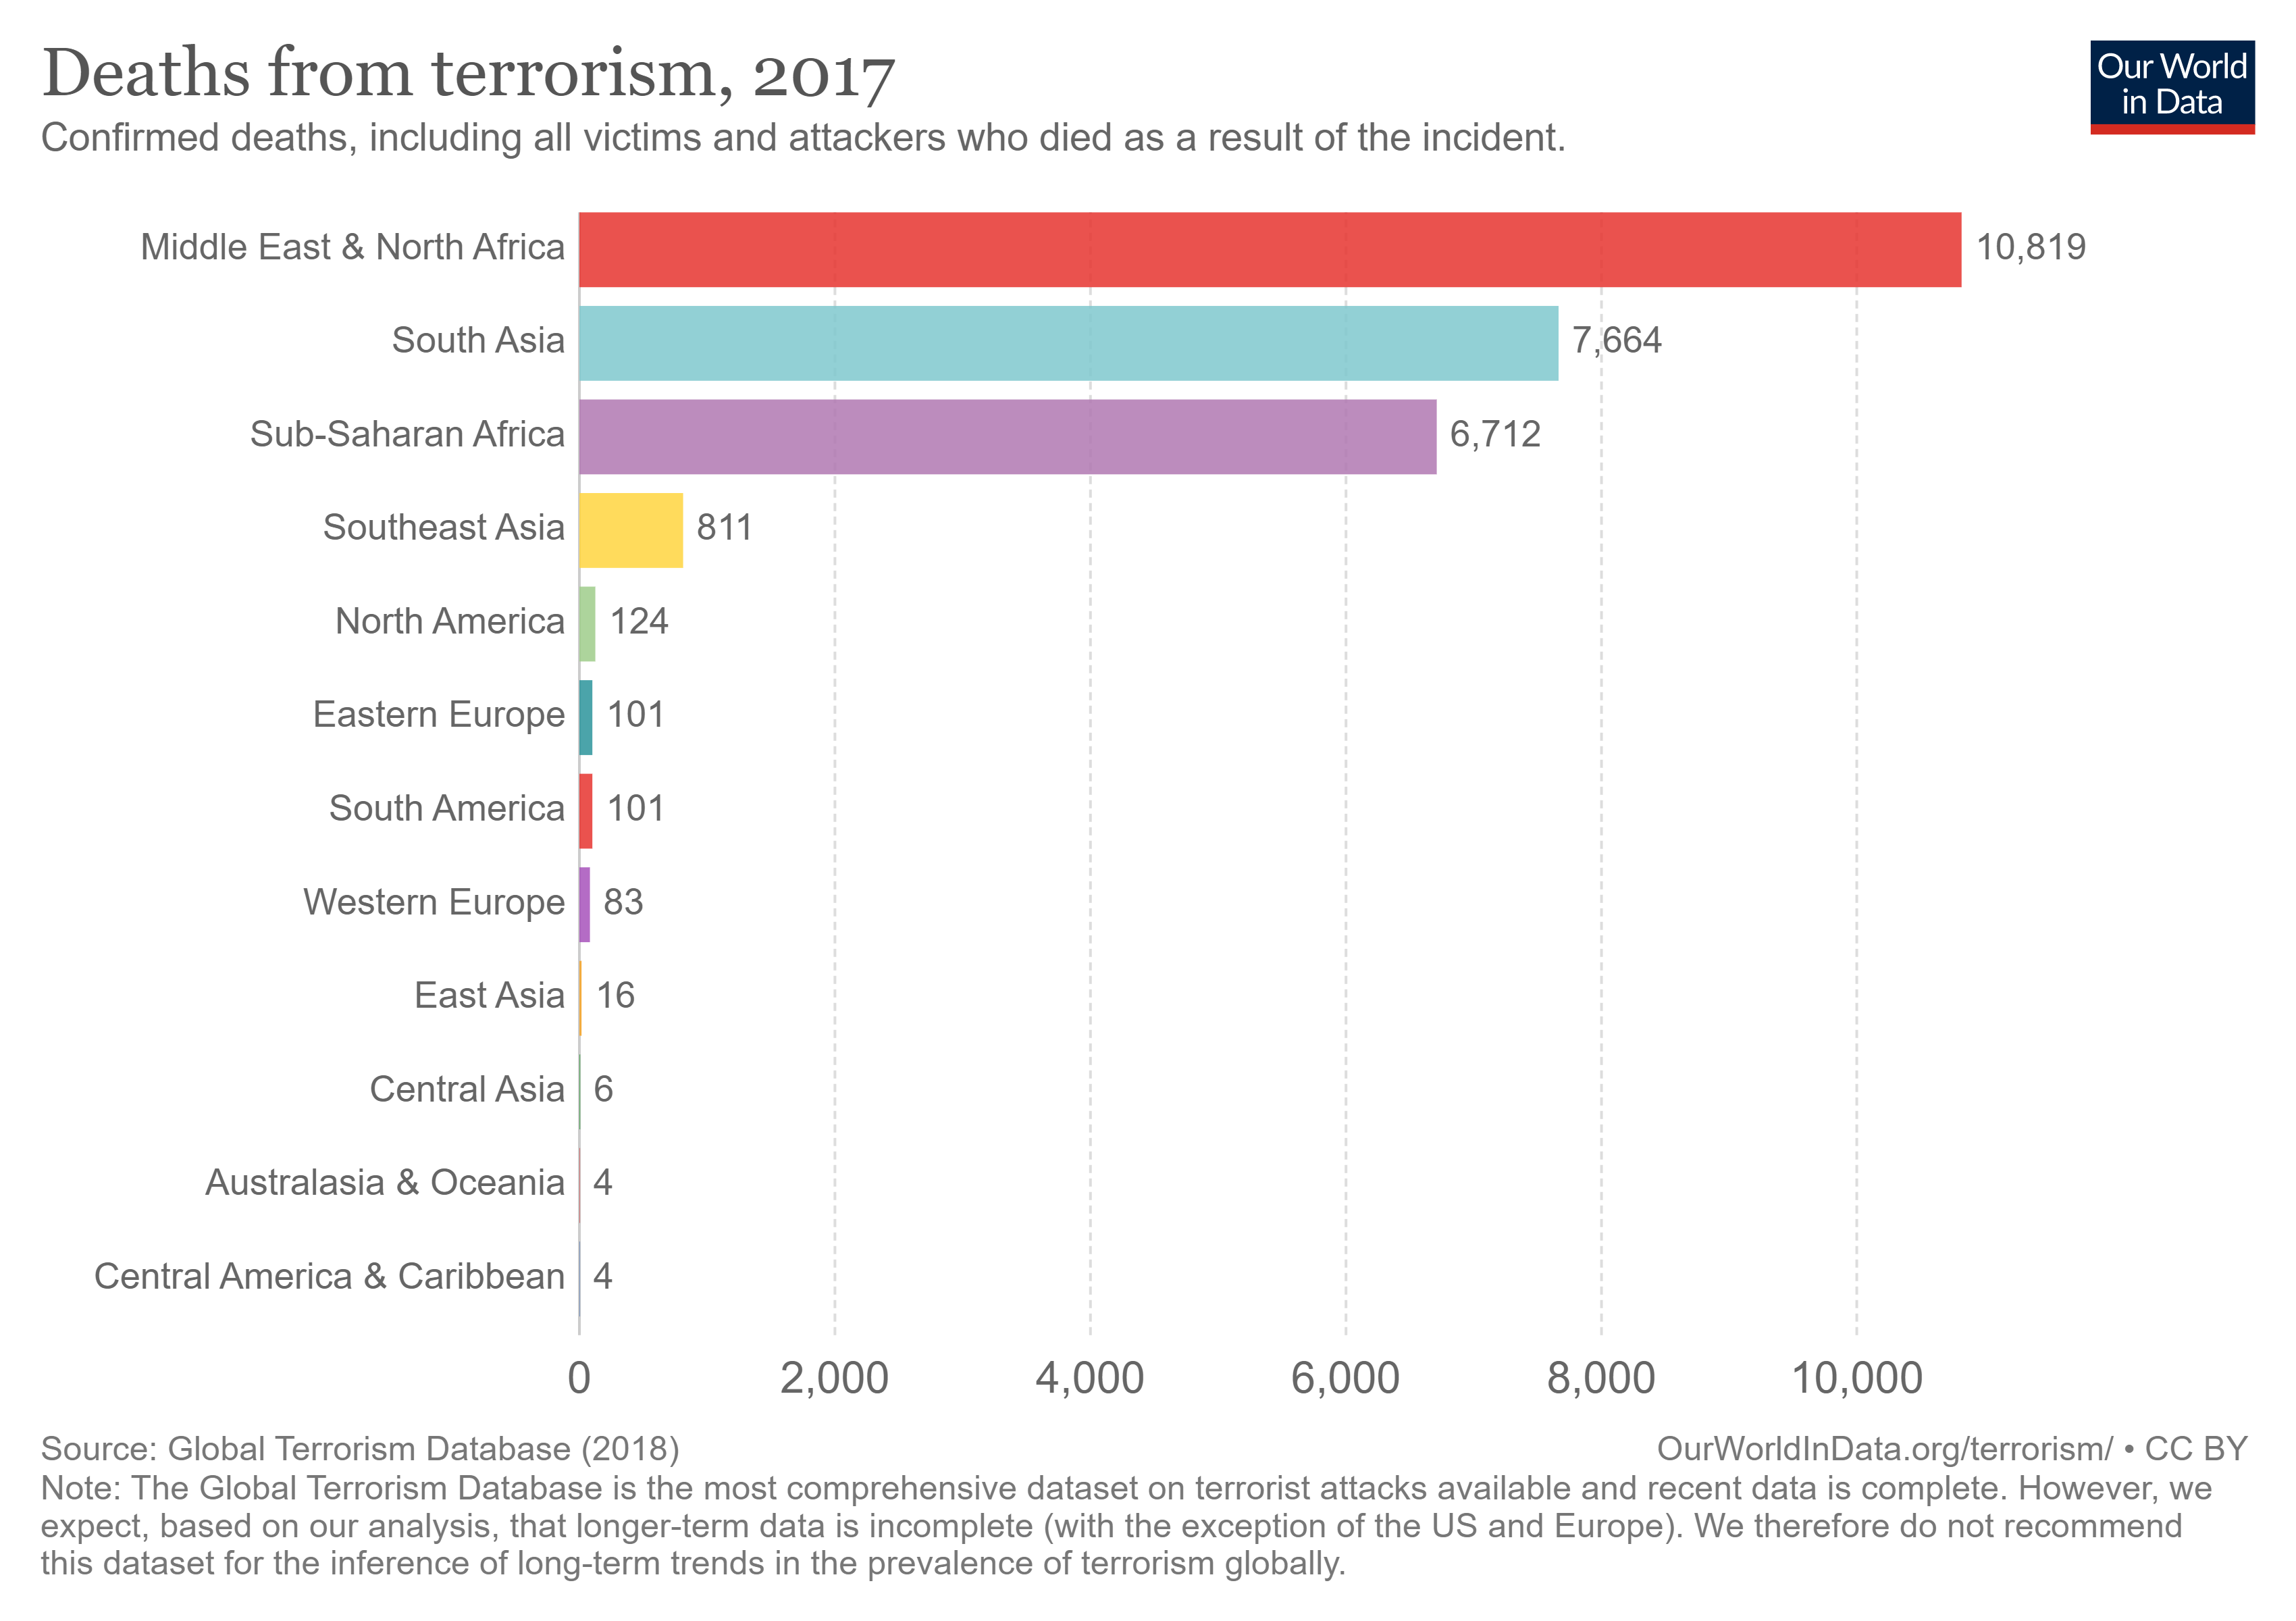 Deaths from terrorism, 2017
Our World
in Data
Confirmed deaths, including all victims and attackers who died as a result of the incident.
Middle East & North Africa 10,819
South Asia 7,664
Sub-Saharan Africa 6,712
Southeast Asia 811
North America 124
Eastern Europe 101
South America 101
Western Europe 83
East Asia 16
Central Asia 6
Australasia & Oceania 4
Central America & Caribbean 4
0 2,000 4,000 6,000 8,000 10,000
Source: Global Terrorism Database (2018) OurWorldInData.org/terrorism/ • CC BY
Note: The Global Terrorism Database is the most comprehensive dataset on terrorist attacks available and recent data is complete. However, we
expect, based on our analysis, that longer-term data is incomplete (with the exception of the US and Europe). We therefore do not recommend
this dataset for the inference of long-term trends in the prevalence of terrorism globally.